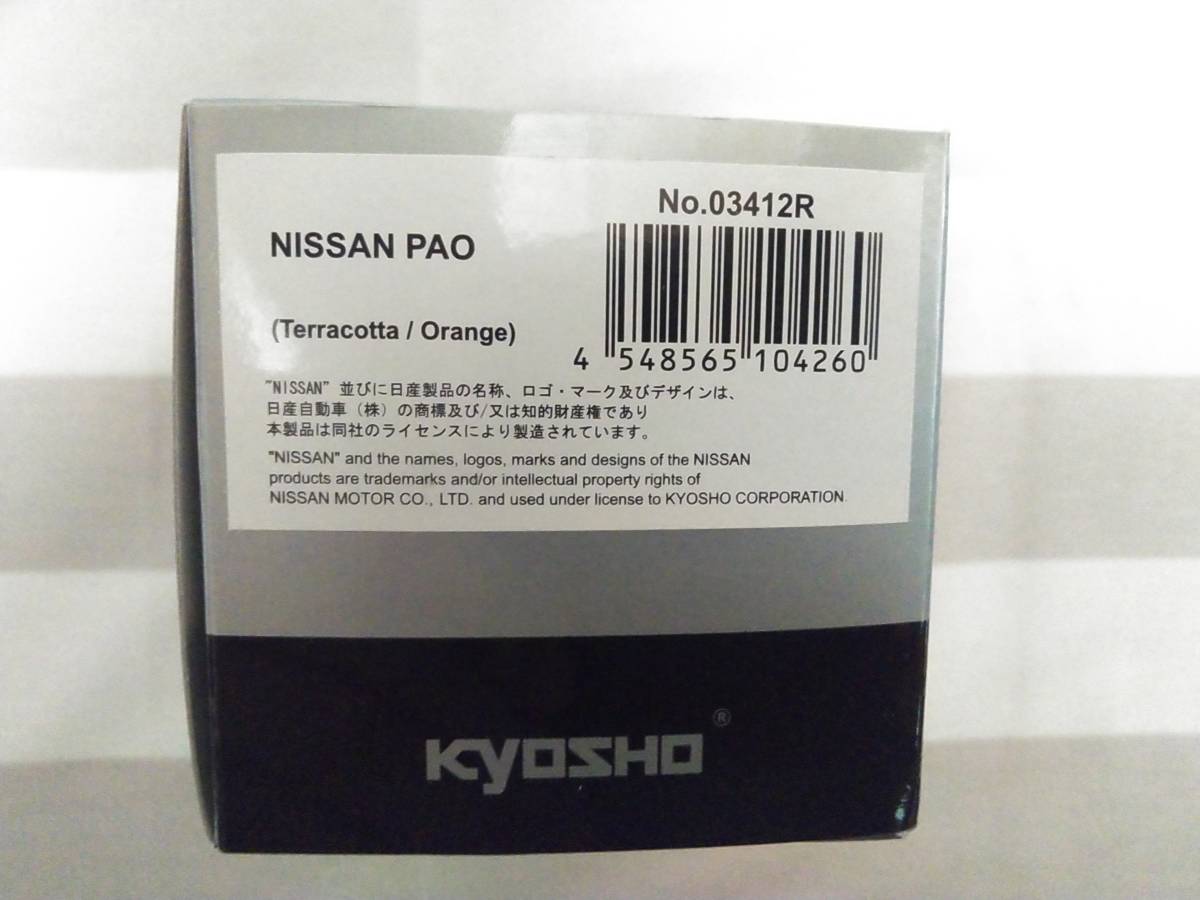 No.03412R
NISSAN PAO
(Terracotta / Orange)
4 548565 104260
"NISSAN" 並びに日産製品の名称、ロゴ・マーク及びデザインは、
日産自動車（株）の商標及び/又は知的財産権であり
本製品は同社のライセンスにより製造されています。
"NISSAN" and the names, logos, marks and designs of the NISSAN
products are trademarks and/or intellectual property rights of
NISSAN MOTOR CO., LTD. and used under license to KYOSHO CORPORATION.
KYOSHO®